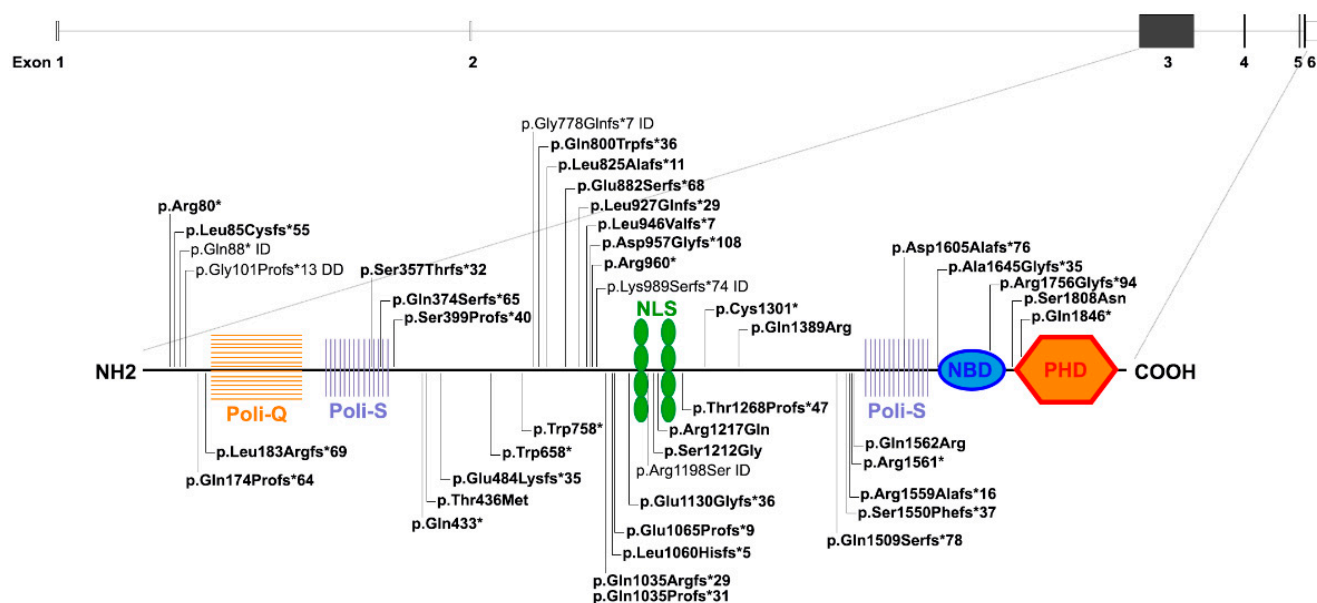 Exon 1
2
3
4
5
6
p.Gly778Glnfs*7 ID
p.Gln800Trpfs*36
p.Leu825Alafs*11
p.Glu882Serfs*68
p.Leu927Glnfs*29
p.Leu946Valfs*7
p.Asp957Glyfs*108
p.Arg960*
p.Lys989Serfs*74 ID
p.Arg80*
p.Leu85Cysfs*55
p.Gln88* ID
p.Gly101Profs*13 DD
p.Ser357Thrfs*32
p.Gln374Serfs*65
p.Ser399Profs*40
NLS
p.Cys1301*
p.Gln1389Arg
p.Asp1605Alafs*76
p.Ala1645Glyfs*35
p.Arg1756Glyfs*94
p.Ser1808Asn
p.Gln1846*
NH2
NBD
PHD
COOH
Poli-Q
Poli-S
Poli-S
p.Leu183Argfs*69
p.Gln174Profs*64
p.Trp758*
p.Trp658*
p.Glu484Lysfs*35
p.Thr436Met
p.Gln433*
p.Thr1268Profs*47
p.Arg1217Gln
p.Ser1212Gly
p.Arg1198Ser ID
p.Glu1130Glyfs*36
p.Glu1065Profs*9
p.Leu1060Hisfs*5
p.Gln1035Argfs*29
p.Gln1035Profs*31
p.Gln1562Arg
p.Arg1561*
p.Arg1559Alafs*16
p.Ser1550Phefs*37
p.Gln1509Serfs*78